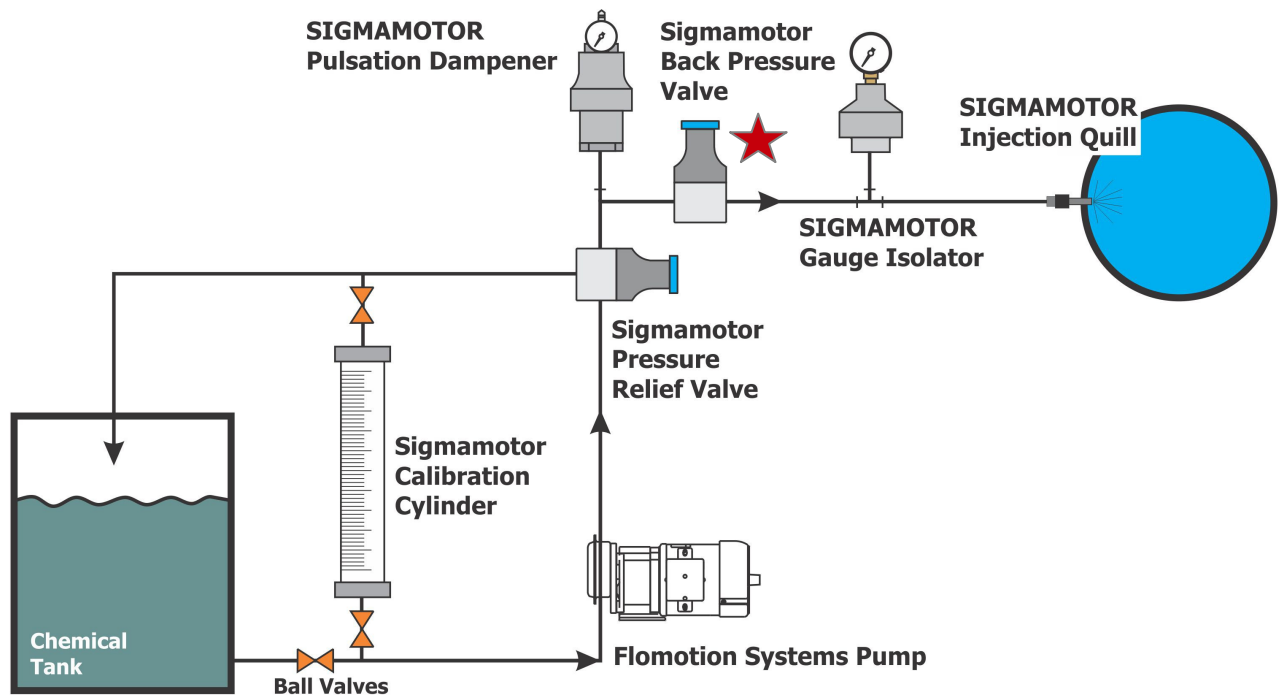 SIGMAMOTOR
Pulsation Dampener
Sigmamotor
Back Pressure
Valve
SIGMAMOTOR
Injection Quill
SIGMAMOTOR
Gauge Isolator
Sigmamotor
Pressure
Relief Valve
Sigmamotor
Calibration
Cylinder
Chemical
Tank
Flomotion Systems Pump
Ball Valves